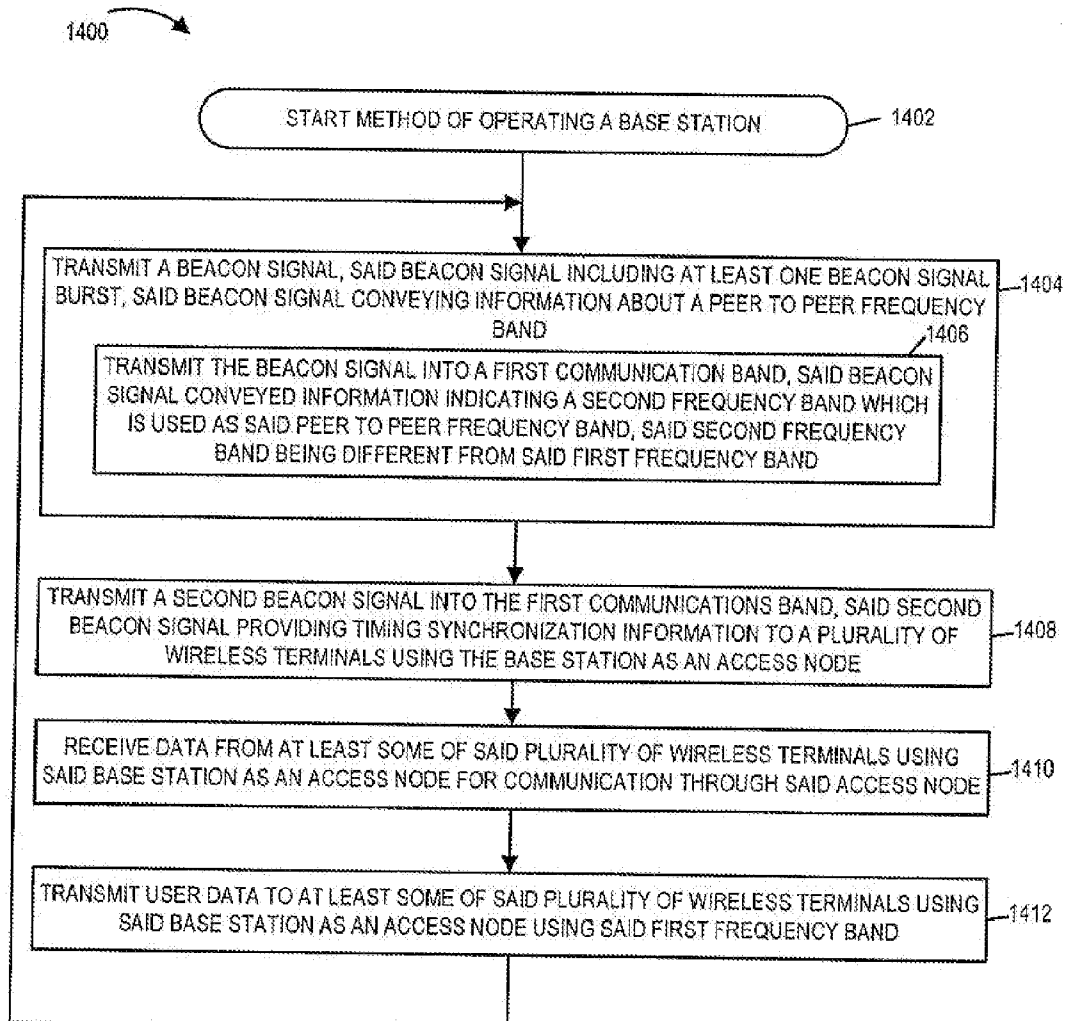 1400
START METHOD OF OPERATING A BASE STATION
1402
TRANSMIT A BEACON SIGNAL, SAID BEACON SIGNAL INCLUDING AT LEAST ONE BEACON SIGNAL
BURST, SAID BEACON SIGNAL CONVEYING INFORMATION ABOUT A PEER TO PEER FREQUENCY
BAND
1404
1406
TRANSMIT THE BEACON SIGNAL INTO A FIRST COMMUNICATION BAND, SAID BEACON
SIGNAL CONVEYED INFORMATION INDICATING A SECOND FREQUENCY BAND WHICH
IS USED AS SAID PEER TO PEER FREQUENCY BAND, SAID SECOND FREQUENCY
BAND BEING DIFFERENT FROM SAID FIRST FREQUENCY BAND
TRANSMIT A SECOND BEACON SIGNAL INTO THE FIRST COMMUNICATIONS BAND, SAID SECOND
BEACON SIGNAL PROVIDING TIMING SYNCHRONIZATION INFORMATION TO A PLURALITY OF
WIRELESS TERMINALS USING THE BASE STATION AS AN ACCESS NODE
1408
RECEIVE DATA FROM AT LEAST SOME OF SAID PLURALITY OF WIRELESS TERMINALS USING
SAID BASE STATION AS AN ACCESS NODE FOR COMMUNICATION THROUGH SAID ACCESS NODE
1410
TRANSMIT USER DATA TO AT LEAST SOME OF SAID PLURALITY OF WIRELESS TERMINALS USING
SAID BASE STATION AS AN ACCESS NODE USING SAID FIRST FREQUENCY BAND
1412